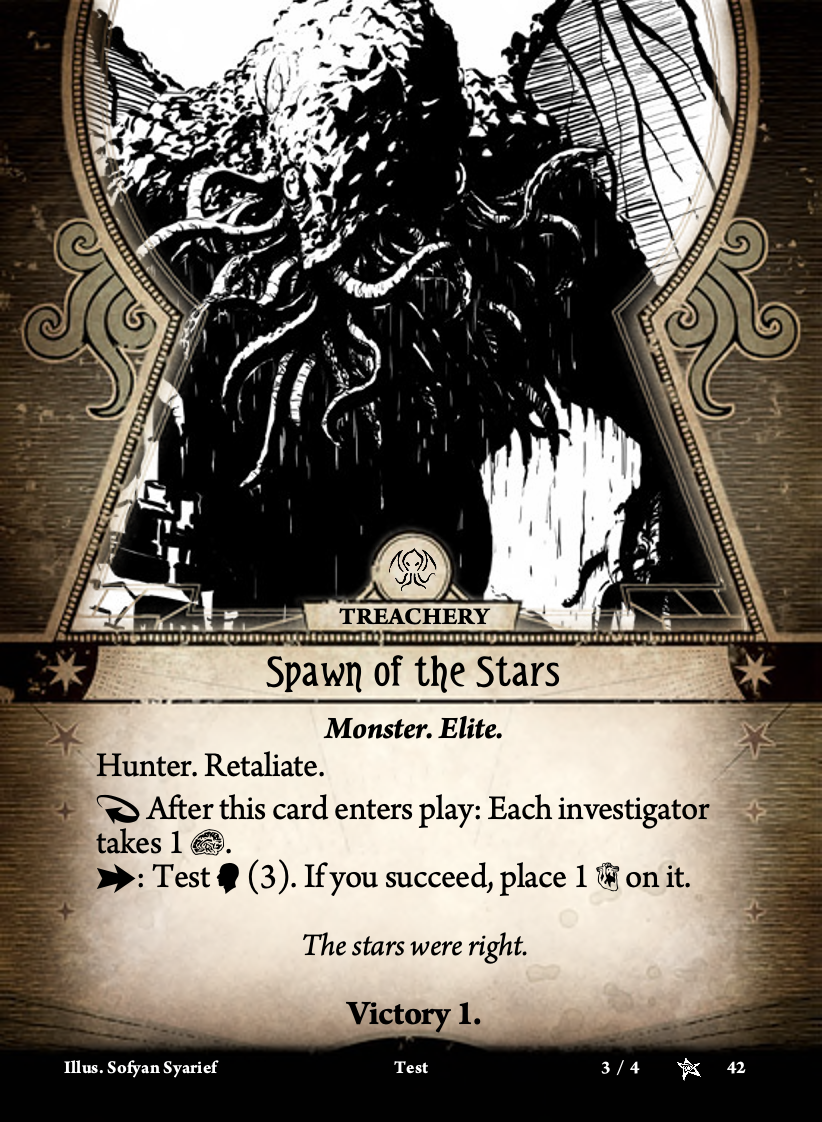 TREACHERY
Spawn of the Stars
Monster. Elite.
Hunter. Retaliate.
After this card enters play: Each investigator
takes 1 .
: Test (3). If you succeed, place 1 on it.
The stars were right.
Victory 1.
Illus. Sofyan Syarief Test 3 / 4 42